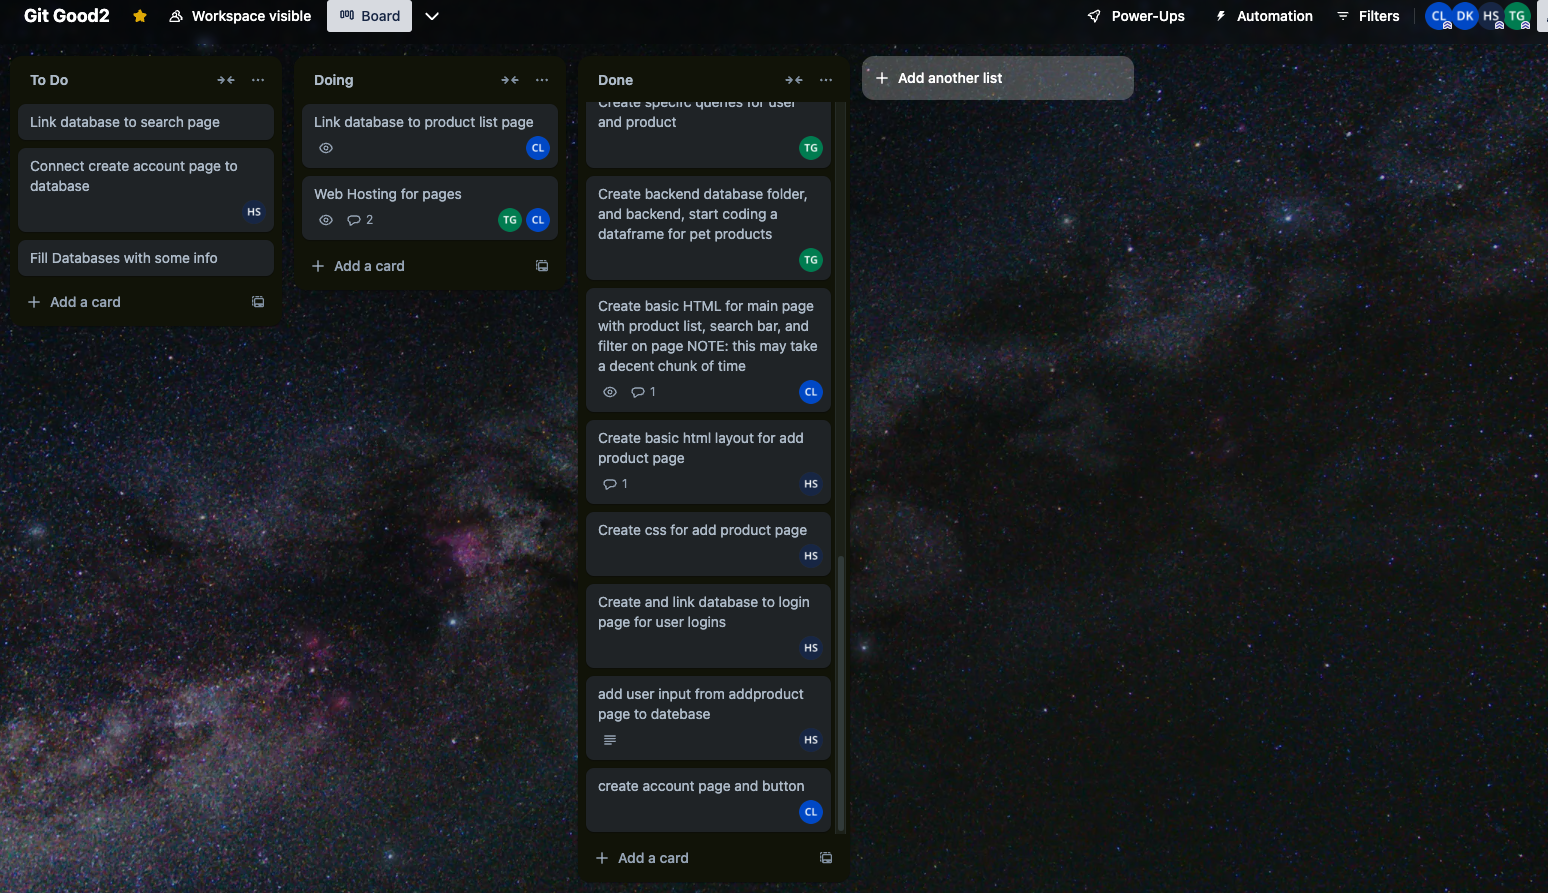 Git Good2
Workspace visible
Board
Power-Ups
Automation
Filters
CL
DK
HS
TG
To Do
Link database to search page
Connect create account page to
database
HS
Fill Databases with some info
Add a card
Doing
Link database to product list page
CL
Web Hosting for pages
2
TG
CL
Add a card
Done
Create specifc queries for user
and product
TG
Create backend database folder,
and backend, start coding a
dataframe for pet products
TG
Create basic HTML for main page
with product list, search bar, and
filter on page NOTE: this may take
a decent chunk of time
1
CL
Create basic html layout for add
product page
1
HS
Create css for add product page
HS
Create and link database to login
page for user logins
HS
add user input from addproduct
page to datebase
HS
create account page and button
CL
Add a card
Add another list